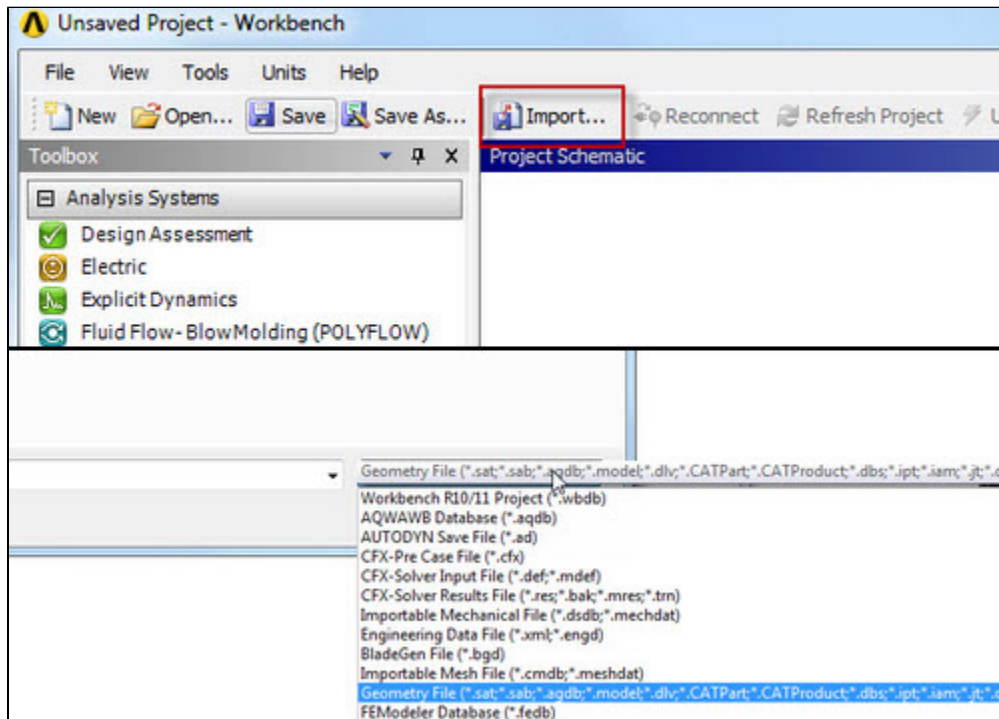 Unsaved Project - Workbench
File View Tools Units Help
New Open... Save Save As... Import... Reconnect Refresh Project
Toolbox Project Schematic
Analysis Systems
Design Assessment
Electric
Explicit Dynamics
Fluid Flow - BlowMolding (POLYFLOW)
Geometry File (*.sat;*.sab;*.agdb;*.model;*.dlv;*.CATPart;*.CATProduct;*.dbs;*.ipt;*.iam;*.jt;*.
Workbench R10/11 Project (*.wbdb)
AQWAWB Database (*.aqdb)
AUTODYN Save File (*.ad)
CFX-Pre Case File (*.cfx)
CFX-Solver Input File (*.def;*.mdef)
CFX-Solver Results File (*.res;*.bak;*.mres;*.trn)
Importable Mechanical File (*.dsdb;*.mechdat)
Engineering Data File (*.xml;*.engd)
BladeGen File (*.bgd)
Importable Mesh File (*.cmdb;*.meshdat)
Geometry File (*.sat;*.sab;*.agdb;*.model;*.dlv;*.CATPart;*.CATProduct;*.dbs;*.ipt;*.iam;*.jt;*.
FEModeler Database (*.fedb)